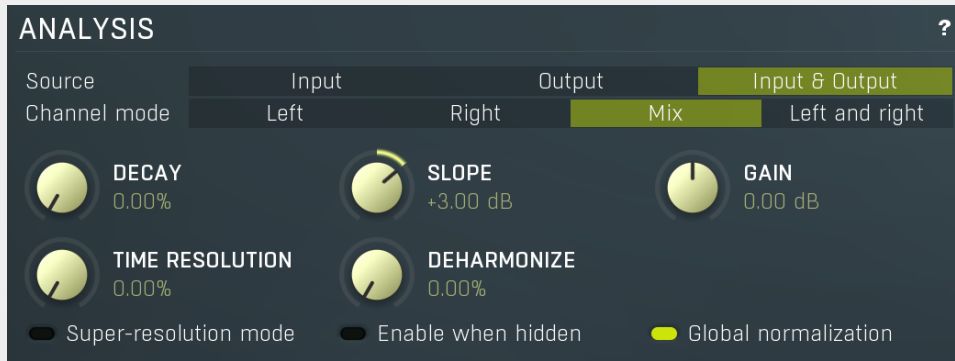 ANALYSIS ?
Source Input Output Input & Output
Channel mode Left Right Mix Left and right
DECAY SLOPE GAIN
0.00% +3.00 dB 0.00 dB
TIME RESOLUTION DEHARMONIZE
0.00% 0.00%
Super-resolution mode Enable when hidden Global normalization